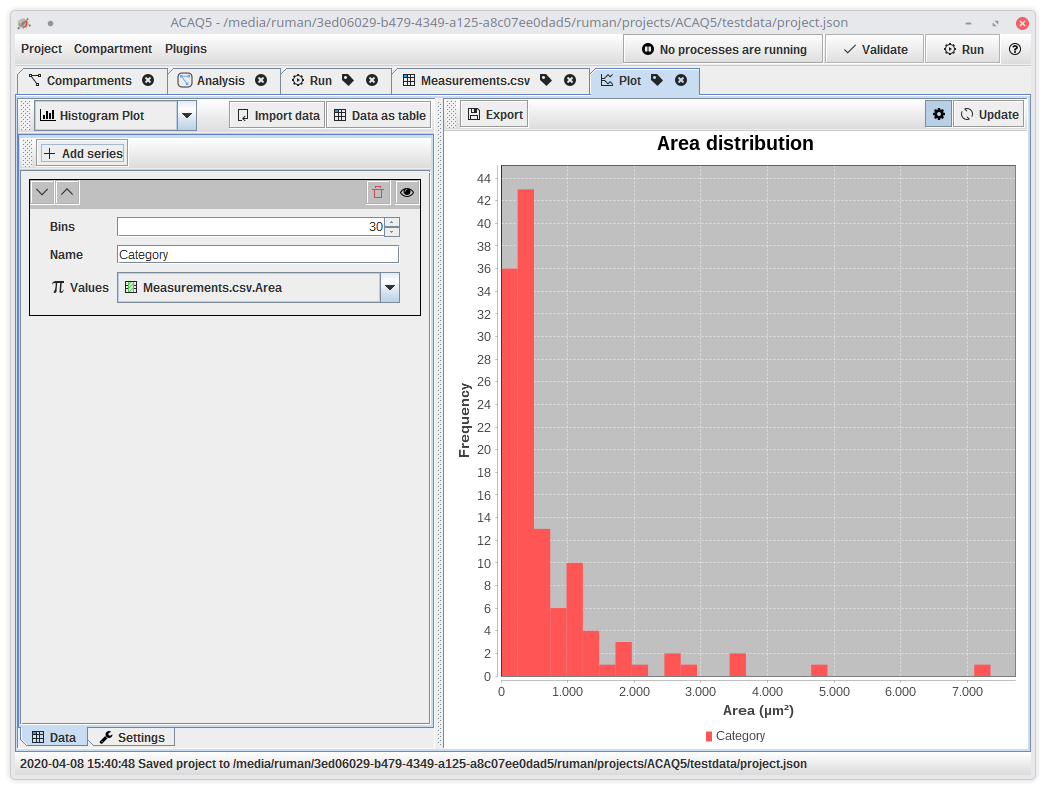 ACAQ5 - /media/ruman/3ed06029-b479-4349-a125-a8c07ee0dad5/ruman/projects/ACAQ5/testdata/project.json
Project Compartment Plugins
No processes are running Validate Run
Compartments Analysis Run Measurements.csv Plot
Histogram Plot Import data Data as table
Add series
Bins 30
Name Category
Values Measurements.csv.Area
Data Settings
Export Update
Area distribution
44
42
40
38
36
34
32
30
28
26
24
22
20
18
16
14
12
10
8
6
4
2
0
Frequency
0 1.000 2.000 3.000 4.000 5.000 6.000 7.000
Area (µm²)
Category
2020-04-08 15:40:48 Saved project to /media/ruman/3ed06029-b479-4349-a125-a8c07ee0dad5/ruman/projects/ACAQ5/testdata/project.json